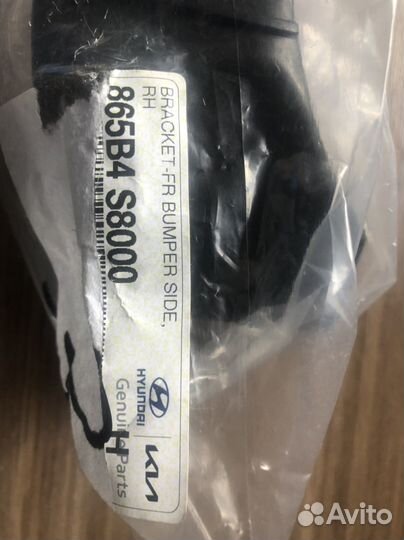 BRACKET-FR BUMPER SIDE,
RH
865B4 S8000
HYUNDAI
KIA
Genuine Parts
Avito